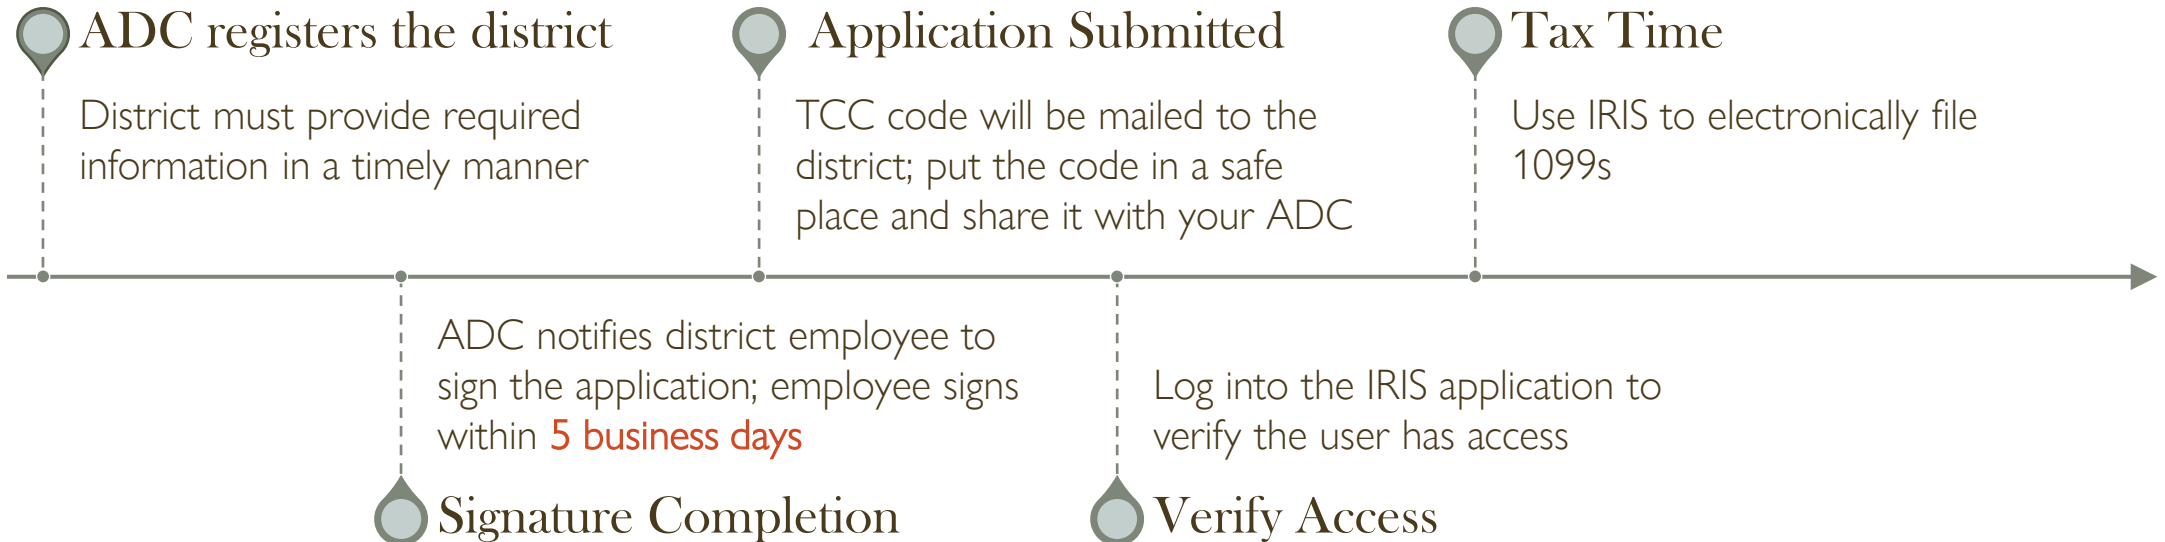 ADC registers the district
District must provide required
information in a timely manner
Application Submitted
TCC code will be mailed to the
district; put the code in a safe
place and share it with your ADC
Tax Time
Use IRIS to electronically file
1099s
ADC notifies district employee to
sign the application; employee signs
within 5 business days
Signature Completion
Log into the IRIS application to
verify the user has access
Verify Access